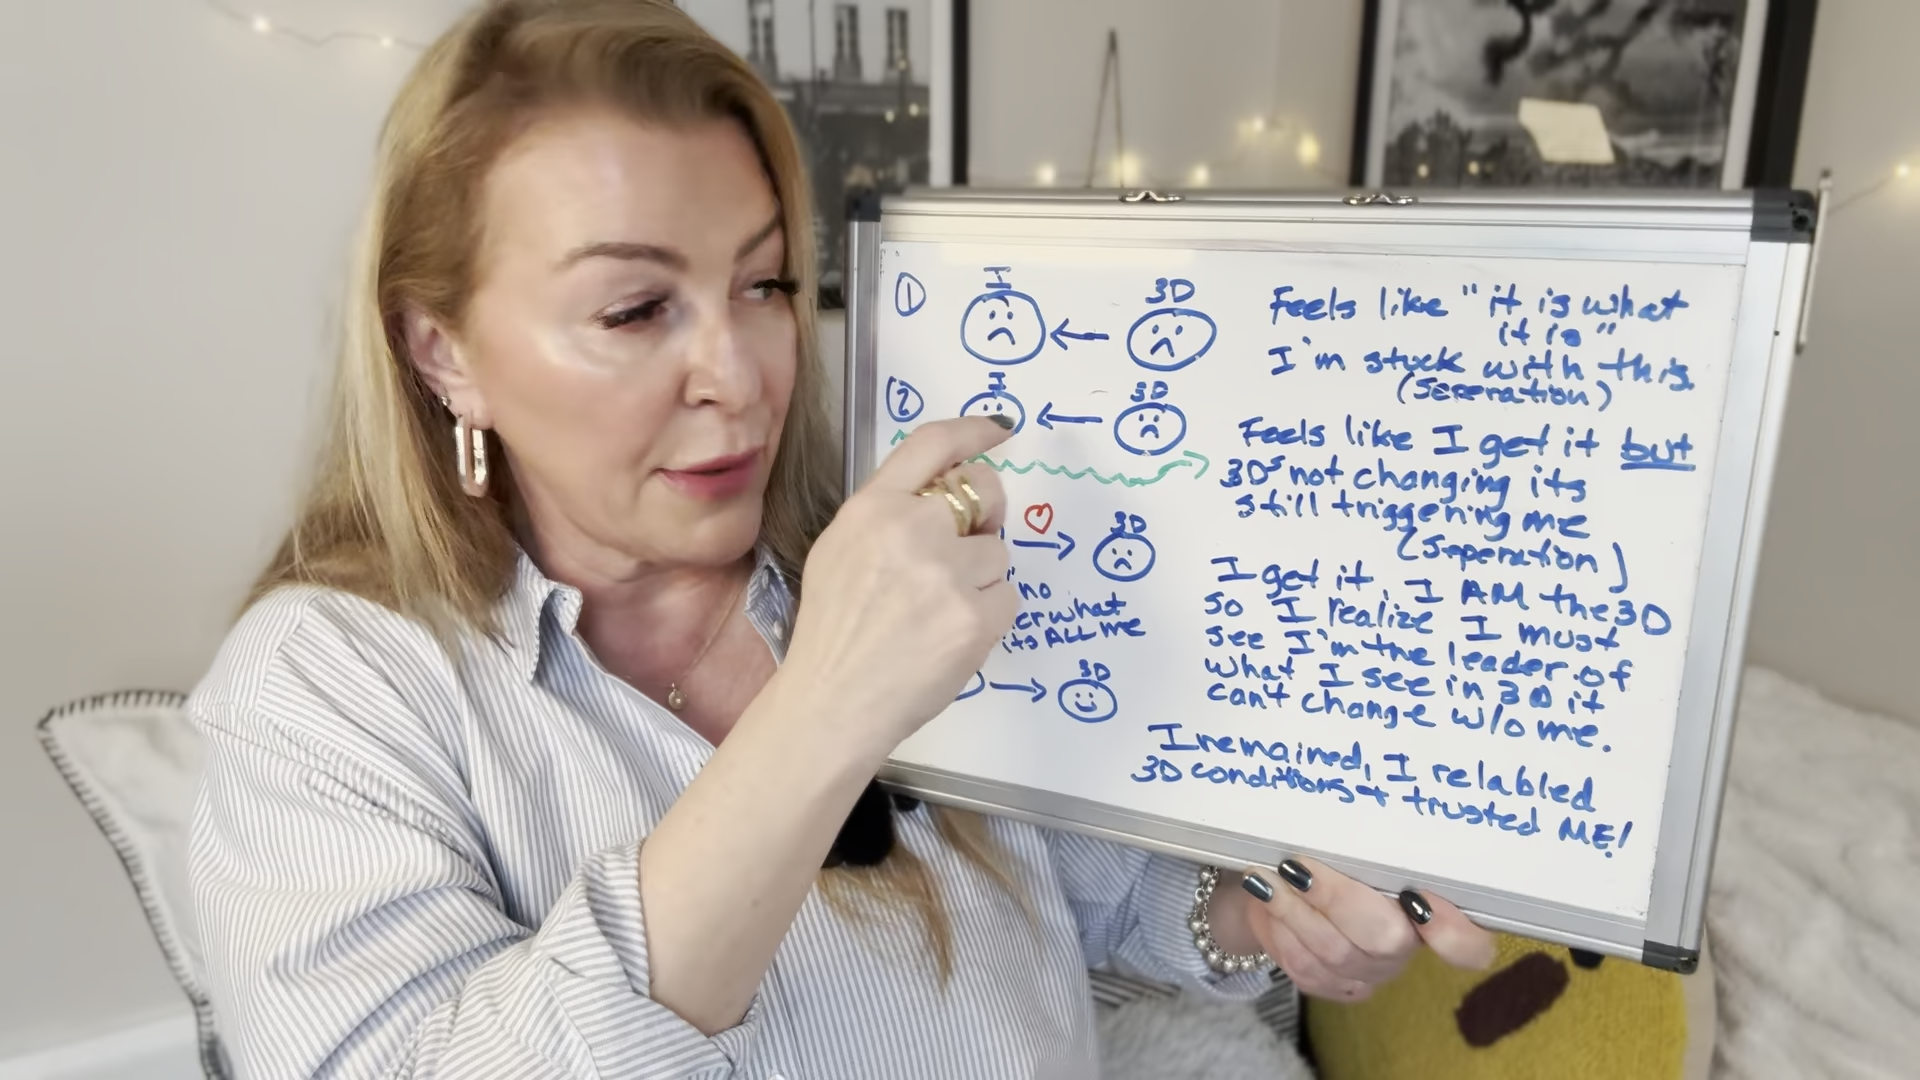 ① I 3D
Feels like "it is what
it is"
I'm stuck with this.
(Seperation)
② I 3D
Feels like I get it but
3D's not changing its
still triggering me
(Seperation)
3D
"no
what
its ALL me
I get it, I AM the 3D
so I realize I must
see I'm the leader of
what I see in 3D it
can't change w/o me.
3D
I remained, I relabled
3D conditions + trusted ME!